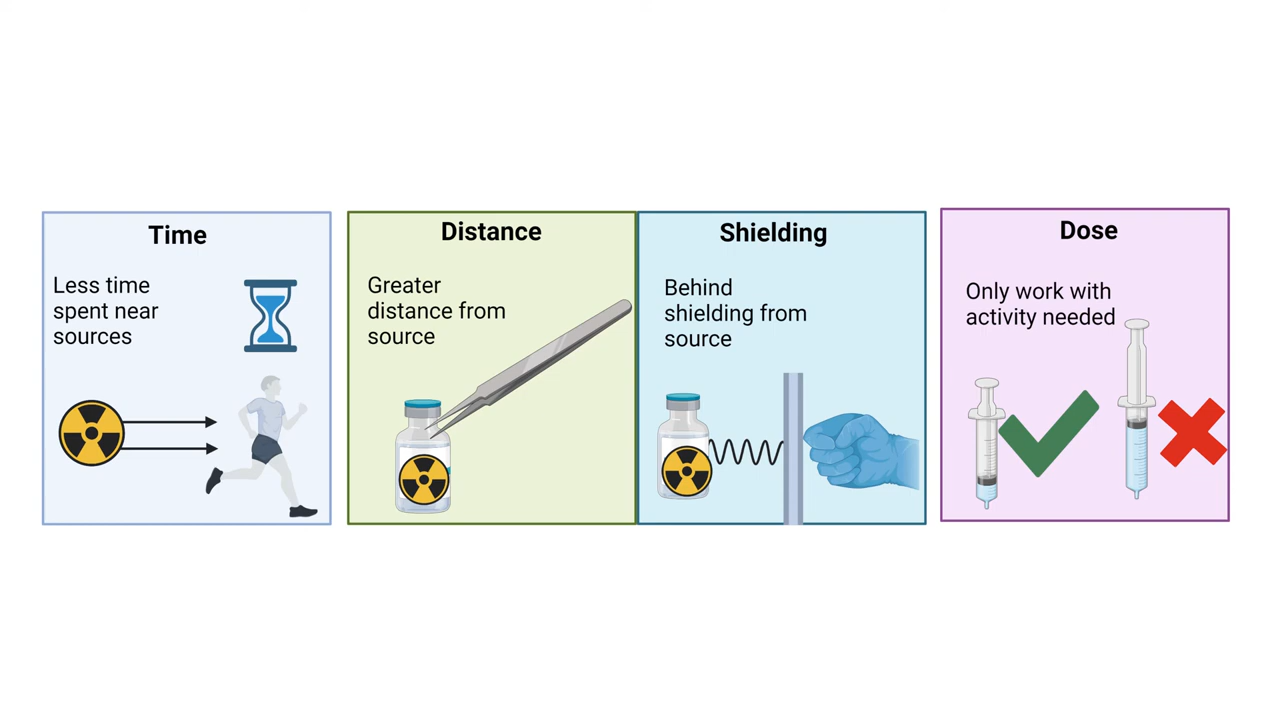 Time
Less time
spent near
sources
Distance
Greater
distance from
source
Shielding
Behind
shielding from
source
Dose
Only work with
activity needed